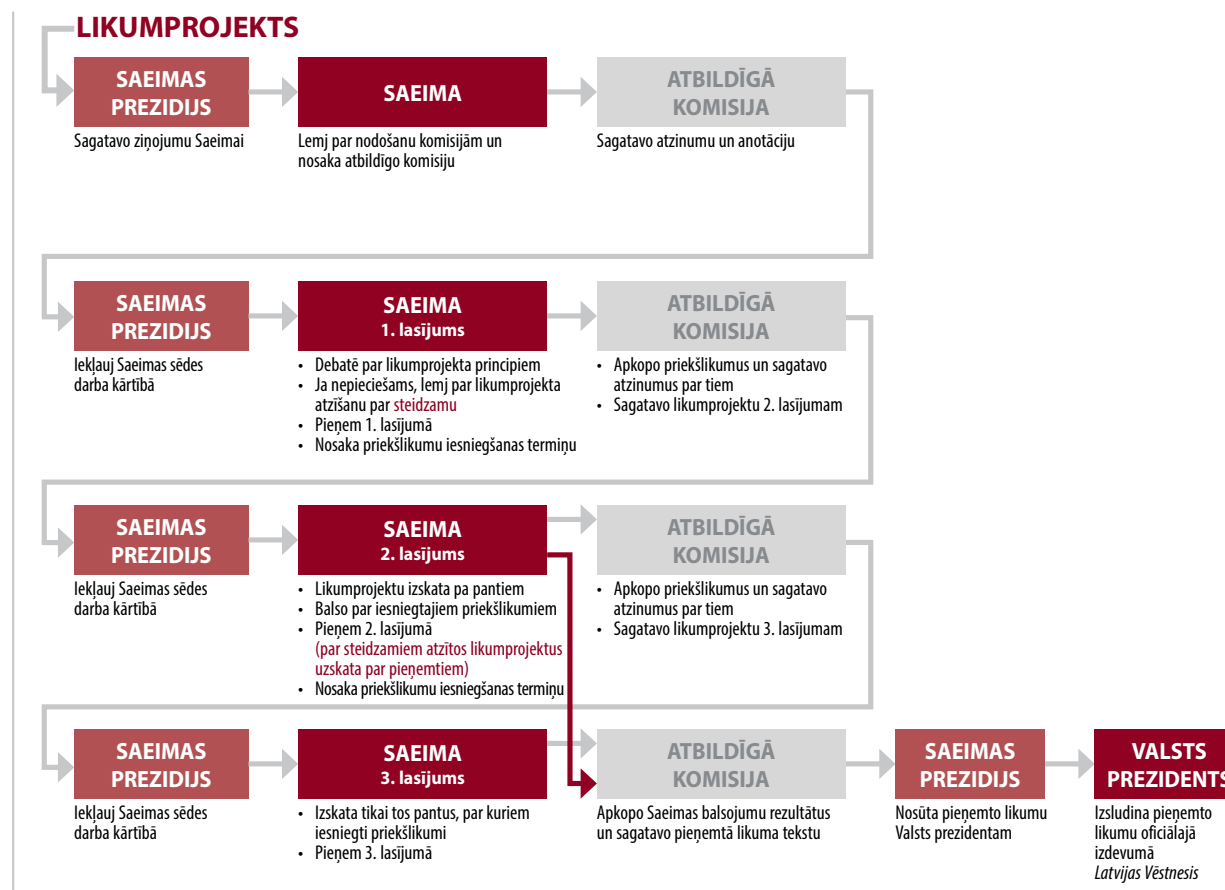 LIKUMPROJEKTS
SAEIMAS
PREZIDIJS
Sagatavo ziņojumu Saeimai
SAEIMA
Lemj par nodošanu komisijām un
nosaka atbildīgo komisiju
ATBILDĪGĀ
KOMISIJA
Sagatavo atzinumu un anotāciju
SAEIMAS
PREZIDIJS
Iekļauj Saeimas sēdes
darba kārtībā
SAEIMA
1. lasījums
• Debatē par likumprojekta principiem
• Ja nepieciešams, lemj par likumprojekta
atzīšanu par steidzamu
• Pieņem 1. lasījumā
• Nosaka priekšlikumu iesniegšanas termiņu
ATBILDĪGĀ
KOMISIJA
• Apkopo priekšlikumus un sagatavo
atzinumus par tiem
• Sagatavo likumprojektu 2. lasījumam
SAEIMAS
PREZIDIJS
Iekļauj Saeimas sēdes
darba kārtībā
SAEIMA
2. lasījums
• Likumprojektu izskata pa pantiem
• Balso par iesniegtajiem priekšlikumiem
• Pieņem 2. lasījumā
(par steidzamiem atzītos likumprojektus
uzskata par pieņemtiem)
• Nosaka priekšlikumu iesniegšanas termiņu
ATBILDĪGĀ
KOMISIJA
• Apkopo priekšlikumus un sagatavo
atzinumus par tiem
• Sagatavo likumprojektu 3. lasījumam
SAEIMAS
PREZIDIJS
Iekļauj Saeimas sēdes
darba kārtībā
SAEIMA
3. lasījums
• Izskata tikai tos pantus, par kuriem
iesniegti priekšlikumi
• Pieņem 3. lasījumā
ATBILDĪGĀ
KOMISIJA
Apkopo Saeimas balsojumu rezultātus
un sagatavo pieņemtā likuma tekstu
SAEIMAS
PREZIDIJS
Nosūta pieņemto likumu
Valsts prezidentam
VALSTS
PREZIDENTS
Izsludina pieņemto
likumu oficiālajā
izdevumā
Latvijas Vēstnesis